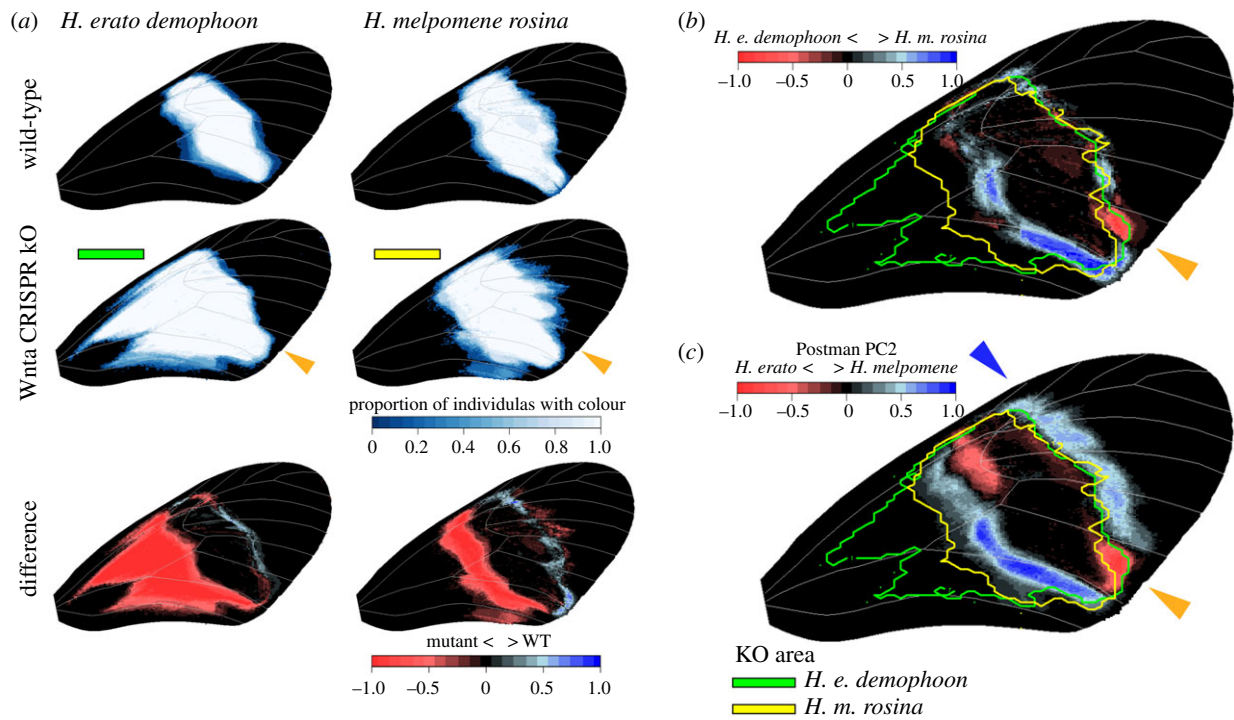 (a) H. erato demophoon H. melpomene rosina
wild-type
Wnta CRISPR kO
proportion of individulas with colour
0 0.2 0.4 0.6 0.8 1.0
difference
mutant < > WT
–1.0 –0.5 0 0.5 1.0
(b)
H. e. demophoon < > H. m. rosina
–1.0 –0.5 0 0.5 1.0
(c)
Postman PC2
H. erato < > H. melpomene
–1.0 –0.5 0 0.5 1.0
KO area
H. e. demophoon
H. m. rosina